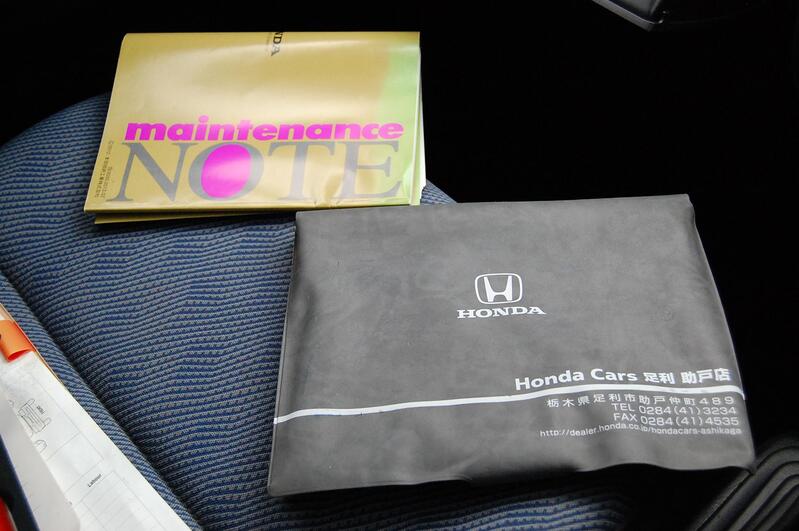 HONDA
maintenance
NOTE
HONDA
Honda Cars 足利 助戸店
栃木県足利市助戸仲町489
TEL 0284(41)3234
FAX 0284(41)4535
http://dealer.honda.co.jp/hondacars-ashikaga
Labour